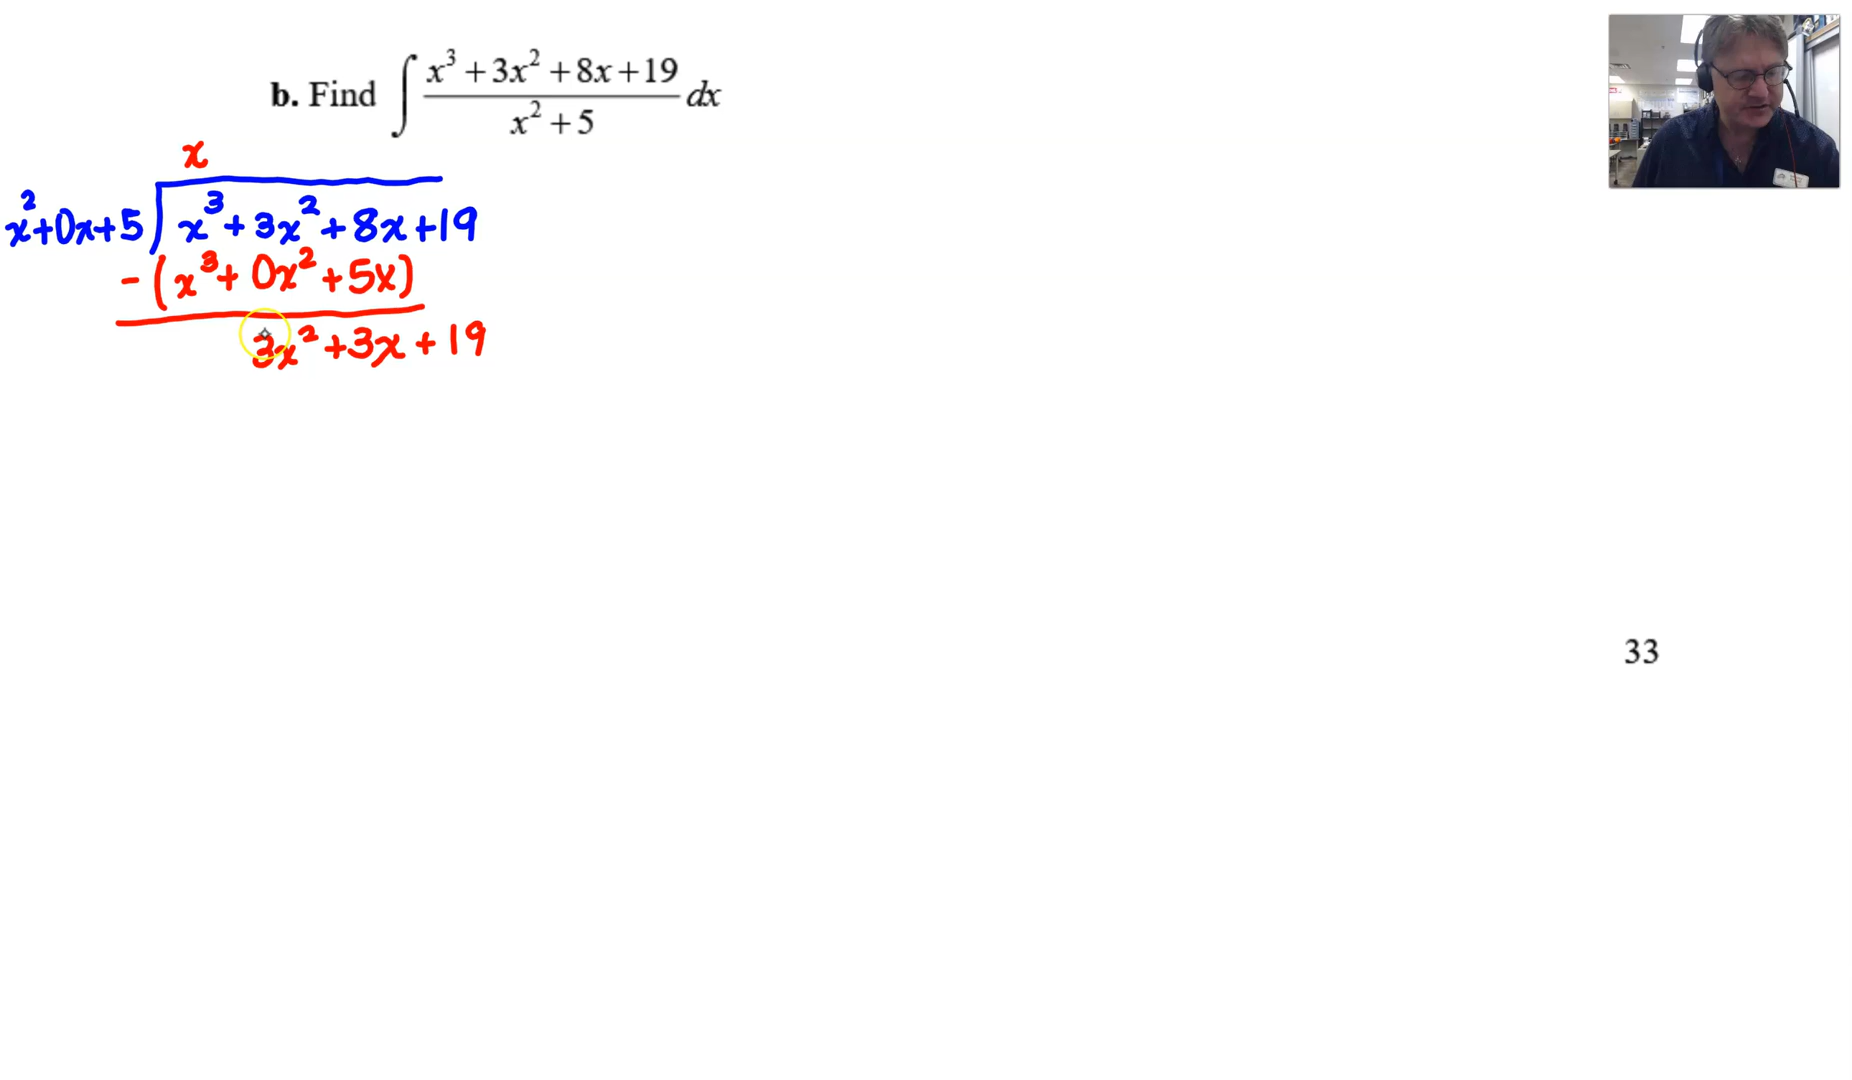 b. Find ∫ (x³ + 3x² + 8x + 19)/(x² + 5) dx
x
x² + 0x + 5 ) x³ + 3x² + 8x + 19
- (x³ + 0x² + 5x)
3x² + 3x + 19
33